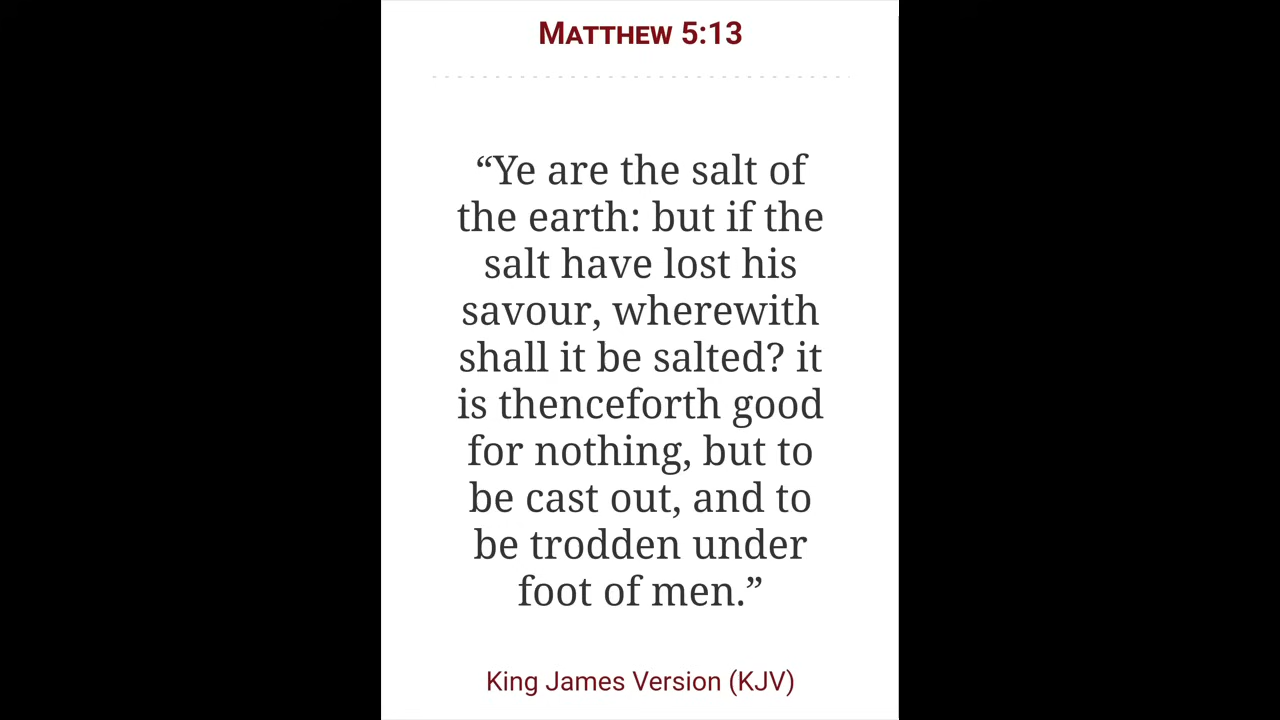 Matthew 5:13
“Ye are the salt of
the earth: but if the
salt have lost his
savour, wherewith
shall it be salted? it
is thenceforth good
for nothing, but to
be cast out, and to
be trodden under
foot of men.”
King James Version (KJV)